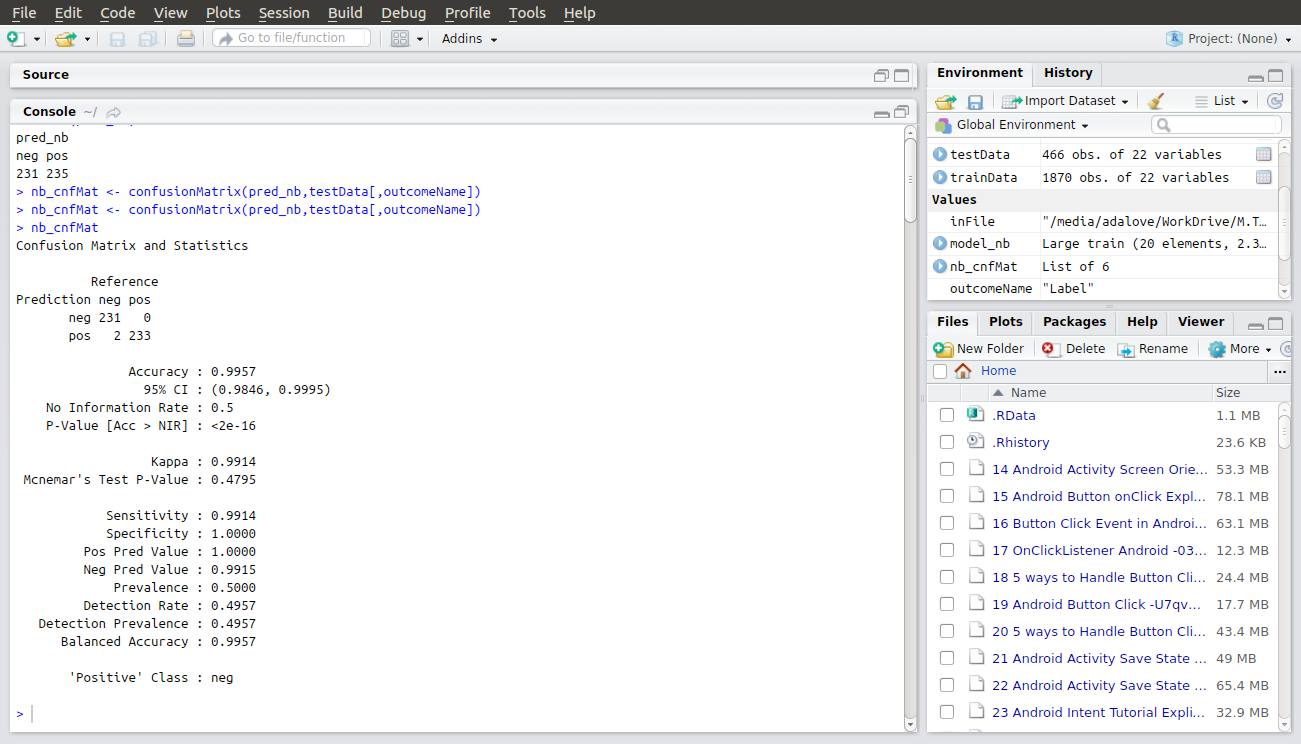 File Edit Code View Plots Session Build Debug Profile Tools Help
Go to file/function Addins Project: (None)
Source
Console ~/
pred_nb
neg pos
231 235
> nb_cnfMat <- confusionMatrix(pred_nb,testData[,outcomeName])
> nb_cnfMat <- confusionMatrix(pred_nb,testData[,outcomeName])
> nb_cnfMat
Confusion Matrix and Statistics
Reference
Prediction neg pos
neg 231 0
pos 2 233
Accuracy : 0.9957
95% CI : (0.9846, 0.9995)
No Information Rate : 0.5
P-Value [Acc > NIR] : <2e-16
Kappa : 0.9914
Mcnemar's Test P-Value : 0.4795
Sensitivity : 0.9914
Specificity : 1.0000
Pos Pred Value : 1.0000
Neg Pred Value : 0.9915
Prevalence : 0.5000
Detection Rate : 0.4957
Detection Prevalence : 0.4957
Balanced Accuracy : 0.9957
'Positive' Class : neg
>
Environment History
Import Dataset List
Global Environment
testData 466 obs. of 22 variables
trainData 1870 obs. of 22 variables
Values
inFile "/media/adalove/WorkDrive/M.T…
model_nb Large train (20 elements, 2.3…
nb_cnfMat List of 6
outcomeName "Label"
Files Plots Packages Help Viewer
New Folder Delete Rename More
Home ...
Name Size
.RData 1.1 MB
.Rhistory 23.6 KB
14 Android Activity Screen Orie... 53.3 MB
15 Android Button onClick Expl... 78.1 MB
16 Button Click Event in Androi... 63.1 MB
17 OnClickListener Android -03... 12.3 MB
18 5 ways to Handle Button Cli... 24.4 MB
19 Android Button Click -U7qv... 17.7 MB
20 5 ways to Handle Button Cli... 43.4 MB
21 Android Activity Save State ... 49 MB
22 Android Activity Save State ... 65.4 MB
23 Android Intent Tutorial Expli... 32.9 MB